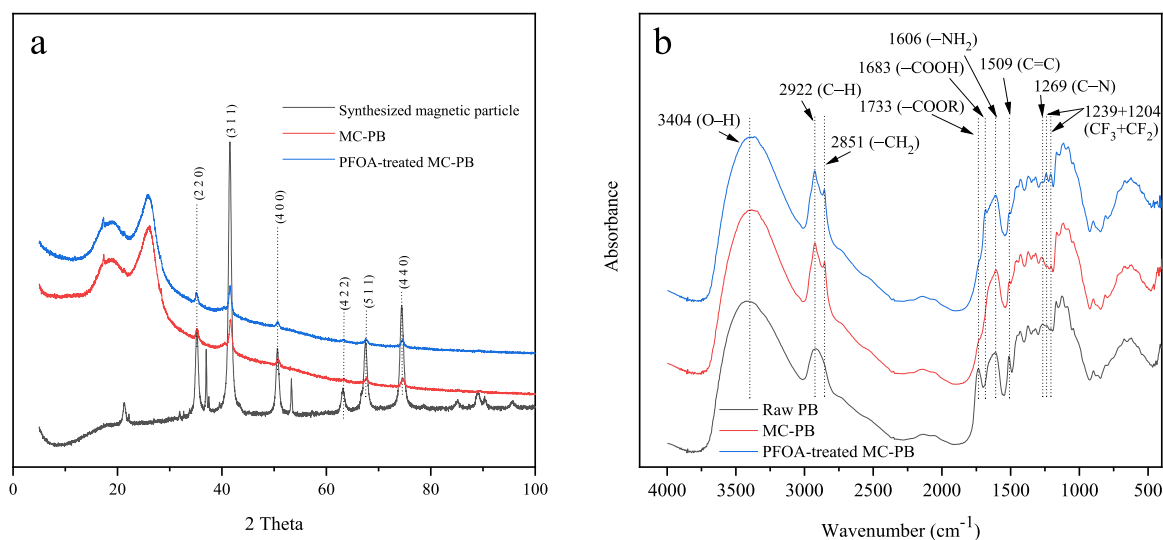 a
Synthesized magnetic particle
MC-PB
PFOA-treated MC-PB
(2 2 0)
(3 1 1)
(4 0 0)
(4 2 2)
(5 1 1)
(4 4 0)
0 20 40 60 80 100
2 Theta
b
1606 (–NH2)
1683 (–COOH)
1509 (C=C)
2922 (C–H)
1733 (–COOR)
1269 (C–N)
3404 (O–H)
2851 (–CH2)
1239+1204
(CF3+CF2)
Absorbance
Raw PB
MC-PB
PFOA-treated MC-PB
4000 3500 3000 2500 2000 1500 1000 500
Wavenumber (cm-1)